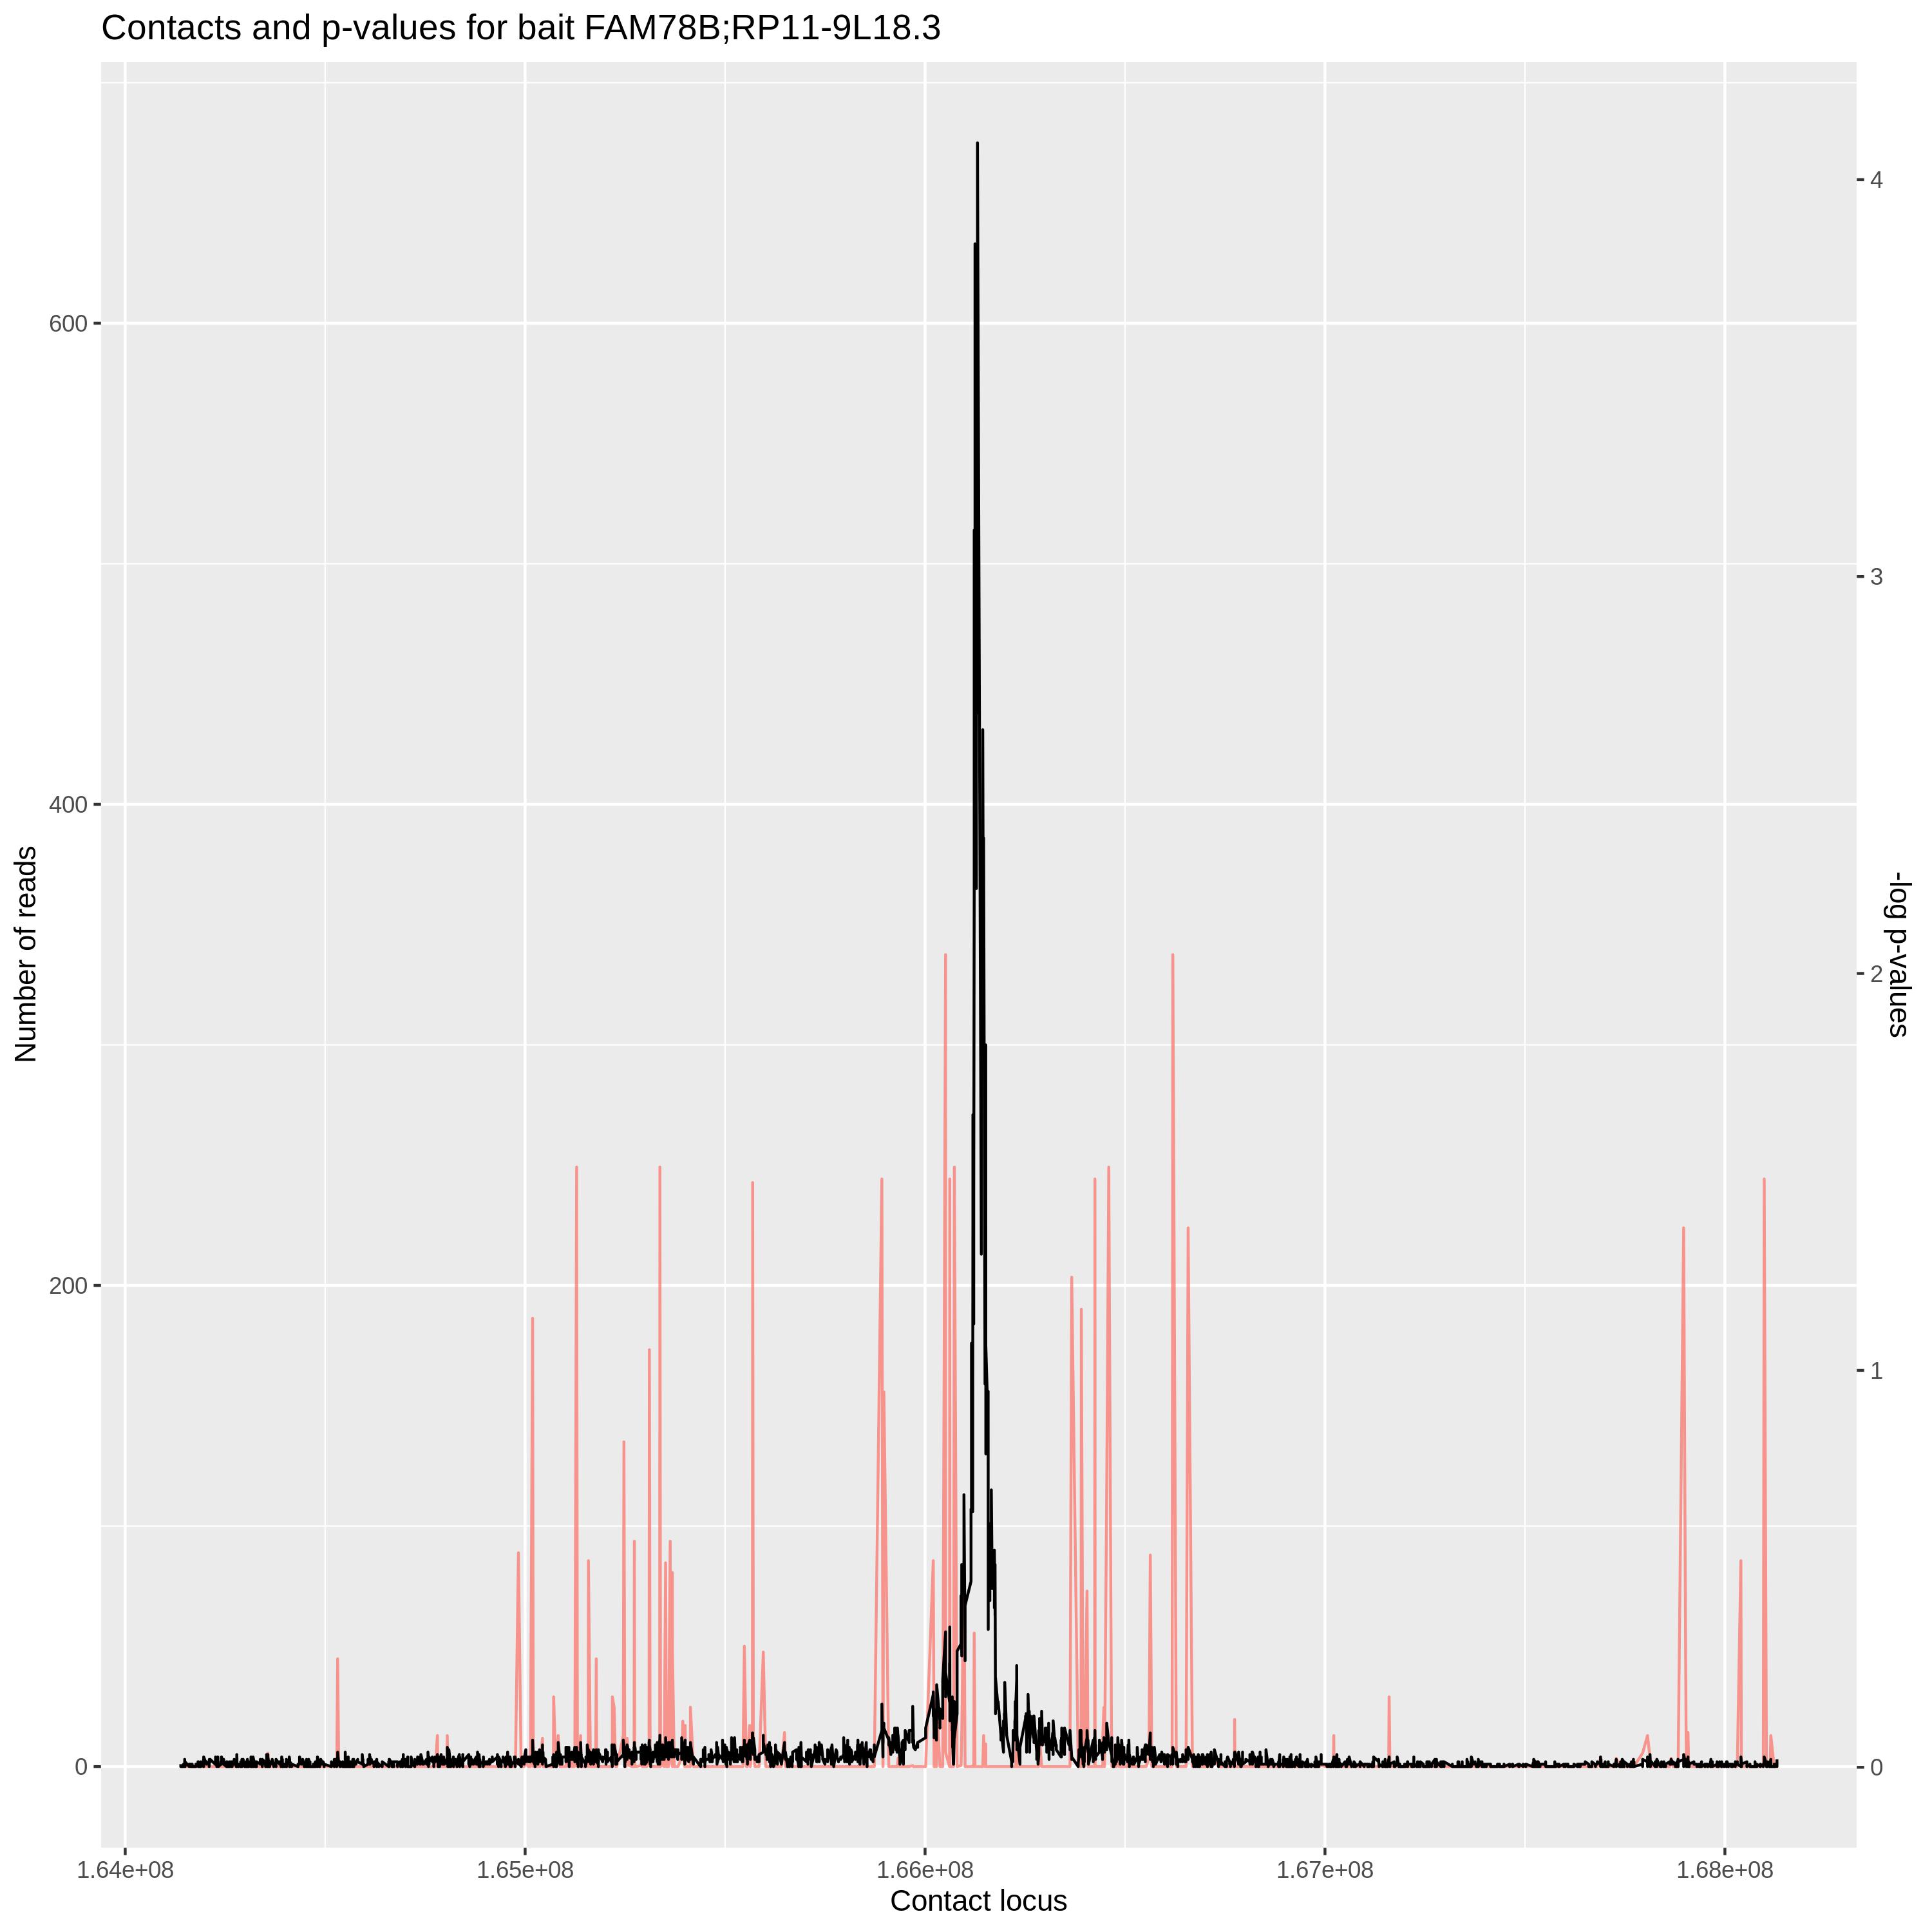 Contacts and p-values for bait FAM78B;RP11-9L18.3
600
400
200
0
Number of reads
4
3
2
1
0
-log p-values
1.64e+08 1.65e+08 1.66e+08 1.67e+08 1.68e+08
Contact locus